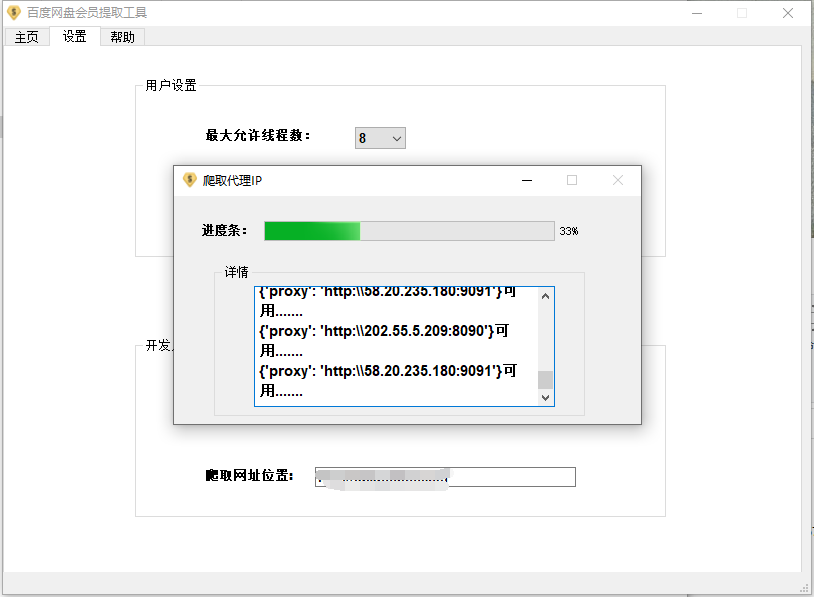 百度网盘会员提取工具
主页 设置 帮助
用户设置
最大允许线程数： 8
爬取代理IP
进度条： 33%
详情
{'proxy': 'http:\\58.20.235.180:9091'}可
用.......
{'proxy': 'http:\\202.55.5.209:8090'}可
用.......
{'proxy': 'http:\\58.20.235.180:9091'}可
用.......
开发
爬取网址位置: